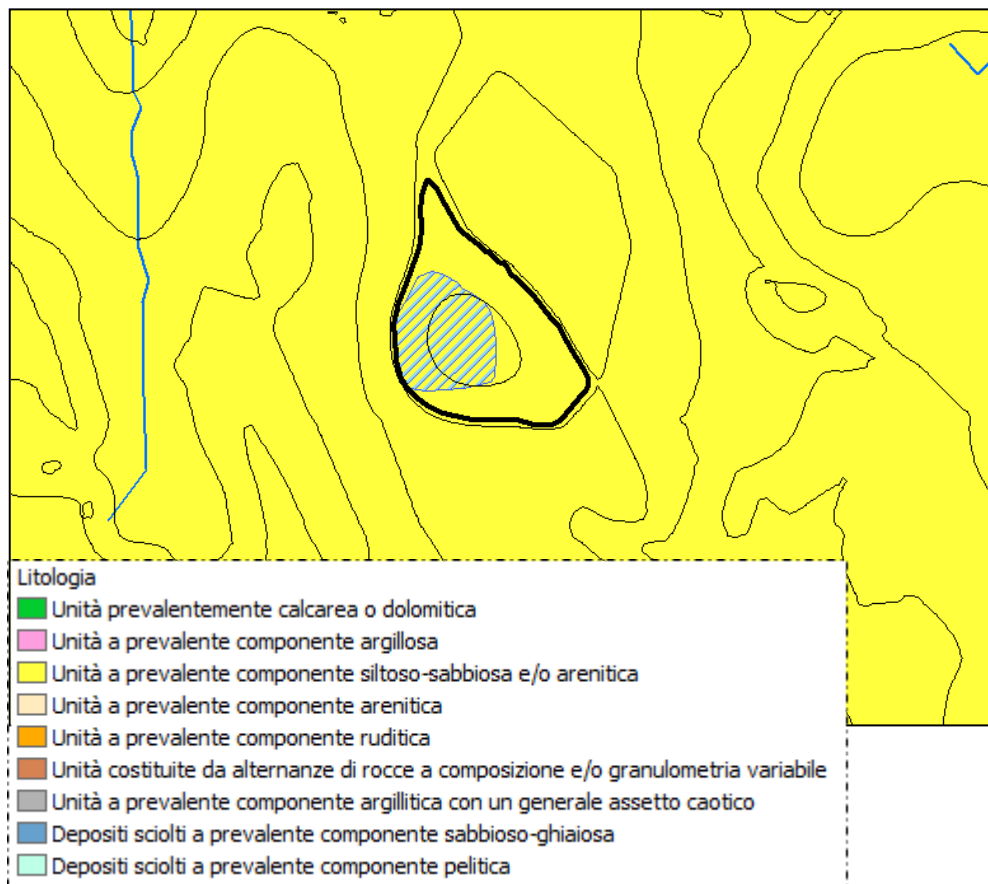 Litologia
Unità prevalentemente calcarea o dolomitica
Unità a prevalente componente argillosa
Unità a prevalente componente siltoso-sabbiosa e/o arenitica
Unità a prevalente componente arenitica
Unità a prevalente componente ruditica
Unità costituite da alternanze di rocce a composizione e/o granulometria variabile
Unità a prevalente componente argillitica con un generale assetto caotico
Depositi sciolti a prevalente componente sabbioso-ghiaiosa
Depositi sciolti a prevalente componente pelitica